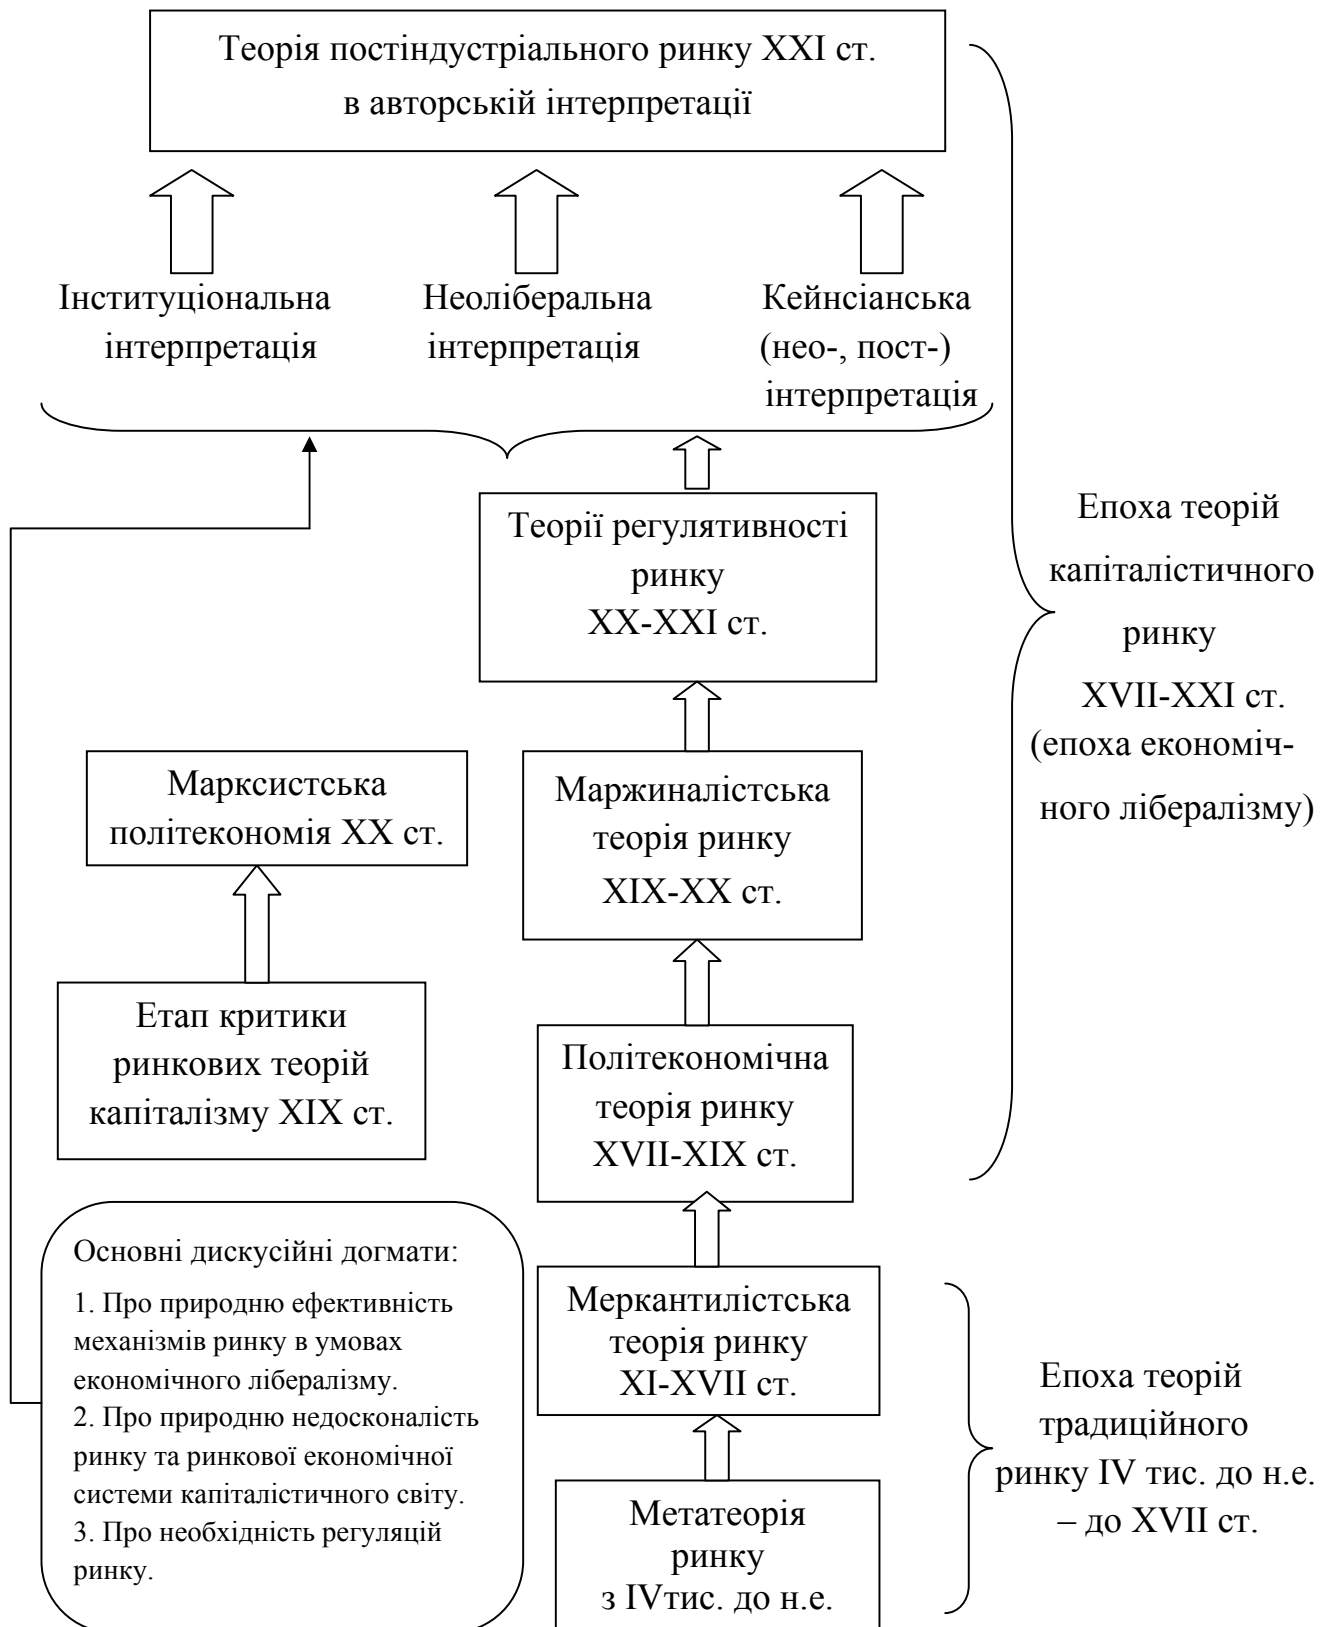 Теорія постіндустріального ринку XXI ст.
в авторській інтерпретації
Інституціональна
інтерпретація
Неоліберальна
інтерпретація
Кейнсіанська
(нео-, пост-)
інтерпретація
Теорії регулятивності
ринку
XX-XXI ст.
Епоха теорій
капіталістичного
ринку
XVII-XXI ст.
(епоха економіч-
ного лібералізму)
Марксистська
політекономія XX ст.
Маржиналістська
теорія ринку
XIX-XX ст.
Етап критики
ринкових теорій
капіталізму XIX ст.
Політекономічна
теорія ринку
XVII-XIX ст.
Основні дискусійні догмати:
1. Про природню ефективність
механізмів ринку в умовах
економічного лібералізму.
2. Про природню недосконалість
ринку та ринкової економічної
системи капіталістичного світу.
3. Про необхідність регуляцій
ринку.
Меркантилістська
теорія ринку
XI-XVII ст.
Метатеорія
ринку
з IVтис. до н.е.
Епоха теорій
традиційного
ринку IV тис. до н.е.
– до XVII ст.